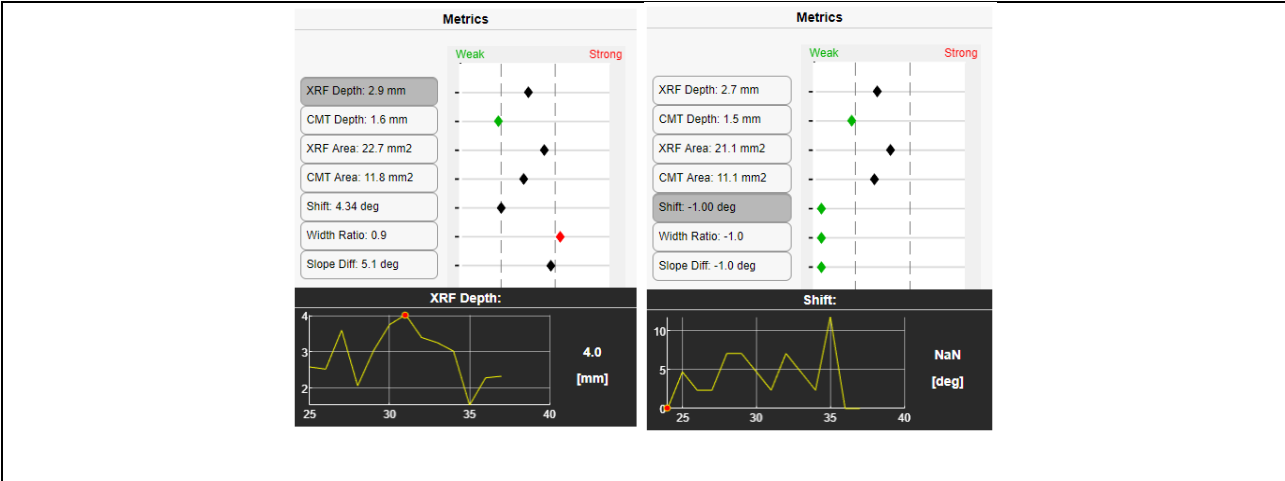 Metrics
Weak Strong
XRF Depth: 2.9 mm
CMT Depth: 1.6 mm
XRF Area: 22.7 mm2
CMT Area: 11.8 mm2
Shift: 4.34 deg
Width Ratio: 0.9
Slope Diff: 5.1 deg
XRF Depth:
4
3
2
25 30 35 40
4.0
[mm]
Metrics
Weak Strong
XRF Depth: 2.7 mm
CMT Depth: 1.5 mm
XRF Area: 21.1 mm2
CMT Area: 11.1 mm2
Shift: -1.00 deg
Width Ratio: -1.0
Slope Diff: -1.0 deg
Shift:
10
5
0
25 30 35 40
NaN
[deg]